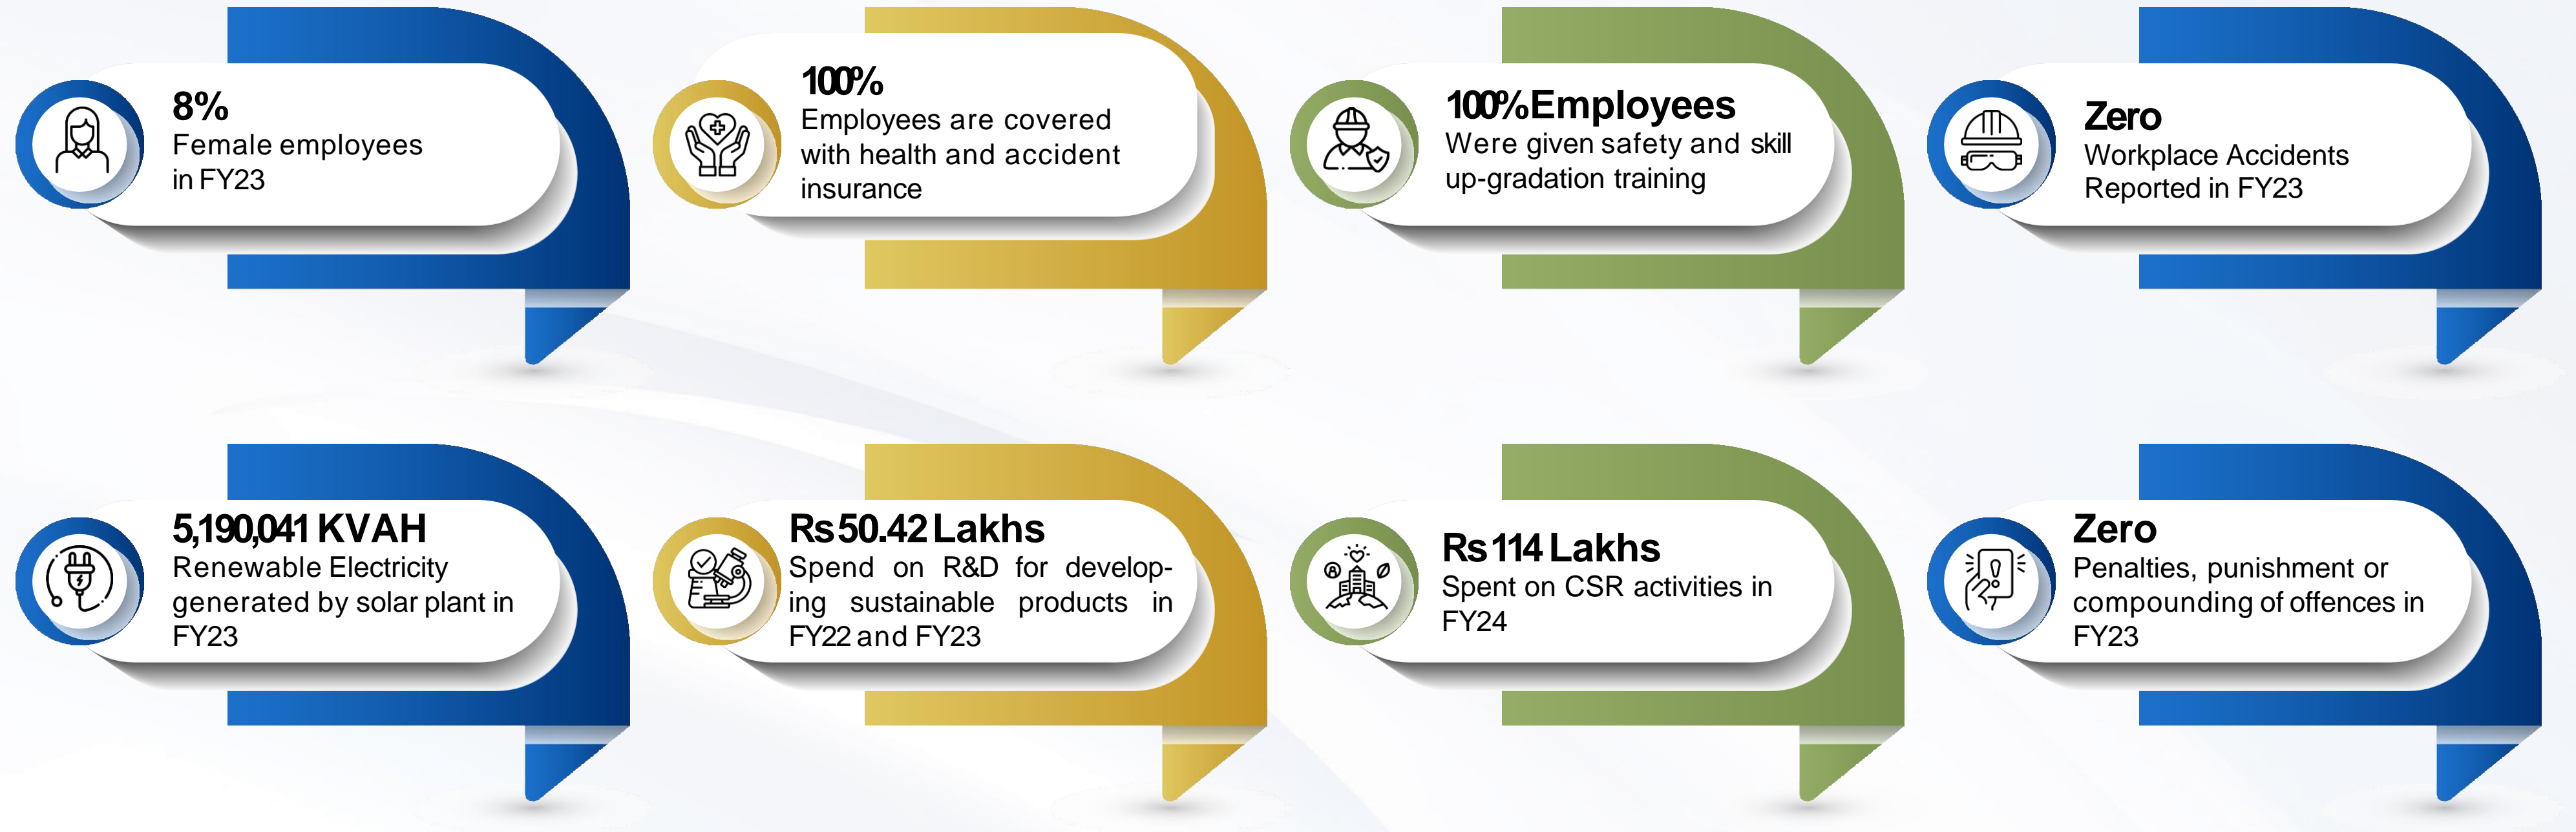 8%
Female employees
in FY23
100%
Employees are covered
with health and accident
insurance
100% Employees
Were given safety and skill
up-gradation training
Zero
Workplace Accidents
Reported in FY23
5,190,041 KVAH
Renewable Electricity
generated by solar plant in
FY23
Rs 50.42 Lakhs
Spend on R&D for develop-
ing sustainable products in
FY22 and FY23
Rs 114 Lakhs
Spent on CSR activities in
FY24
Zero
Penalties, punishment or
compounding of offences in
FY23